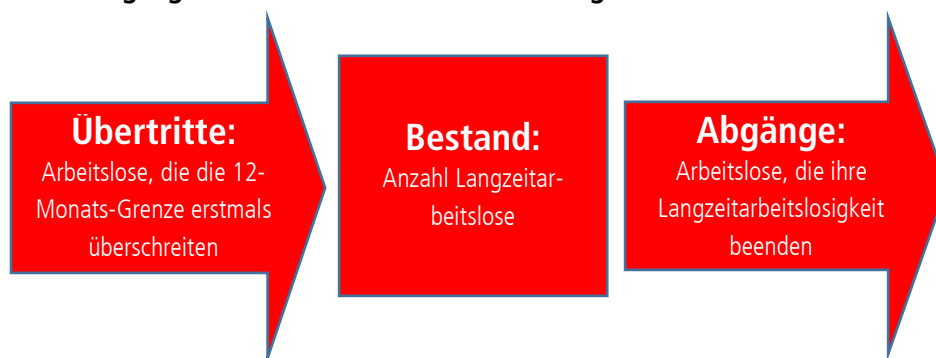 Übertritte:
Arbeitslose, die die 12-
Monats-Grenze erstmals
überschreiten
Bestand:
Anzahl Langzeitar-
beitslose
Abgänge:
Arbeitslose, die ihre
Langzeitarbeitslosigkeit
beenden